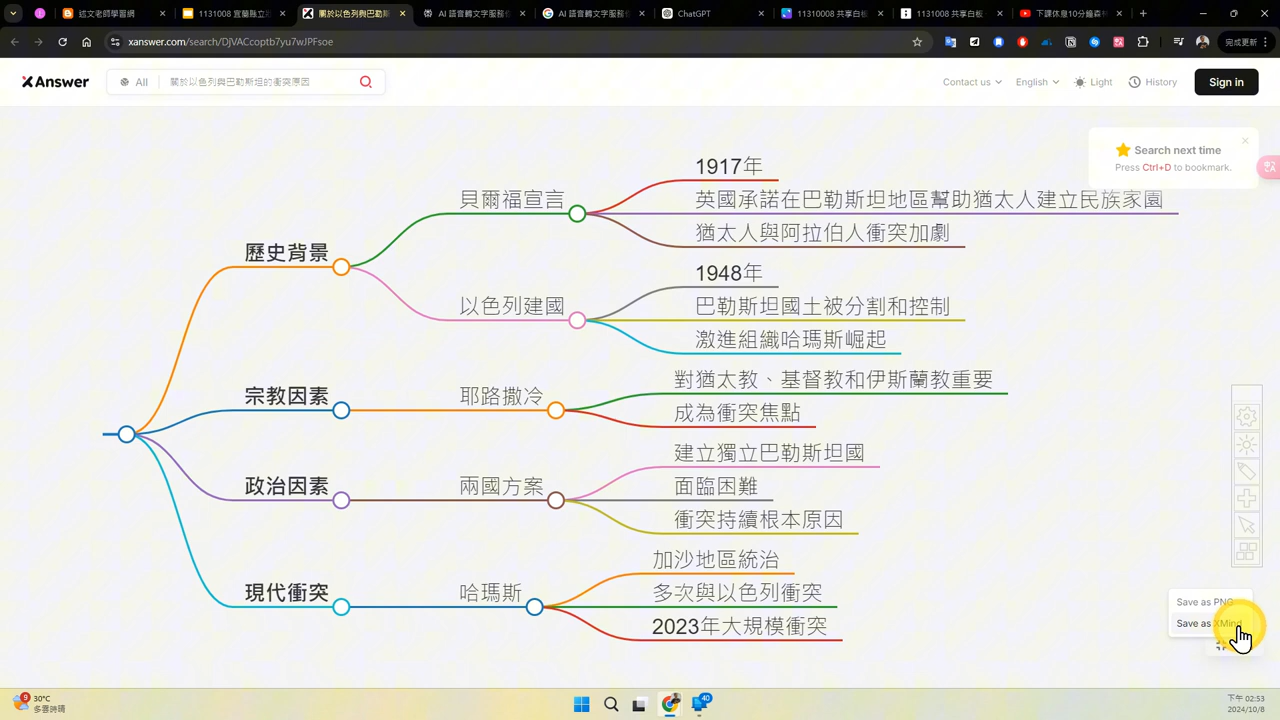 述文老師學習網
1131008 宜蘭縣立
關於以色列與巴勒斯
AI 語音轉文字服務
AI 語音轉文字服務
ChatGPT
11310008 共享白板
1131008 共享白板
下課休息10分鐘森
xanswer.com/search/DjVACcoptb7yu7wJPFsoe
完成更新
XAnswer
All
關於以色列與巴勒斯坦的衝突原因
Contact us
English
Light
History
Sign in
Search next time
Press Ctrl+D to bookmark.
歷史背景
貝爾福宣言
1917年
英國承諾在巴勒斯坦地區幫助猶太人建立民族家園
猶太人與阿拉伯人衝突加劇
以色列建國
1948年
巴勒斯坦國土被分割和控制
激進組織哈瑪斯崛起
宗教因素
耶路撒冷
對猶太教、基督教和伊斯蘭教重要
成為衝突焦點
政治因素
兩國方案
建立獨立巴勒斯坦國
面臨困難
衝突持續根本原因
現代衝突
哈瑪斯
加沙地區統治
多次與以色列衝突
2023年大規模衝突
Save as PNG
Save as XMind
9
30°C
多雲時晴
40
下午 02:53
2024/10/8